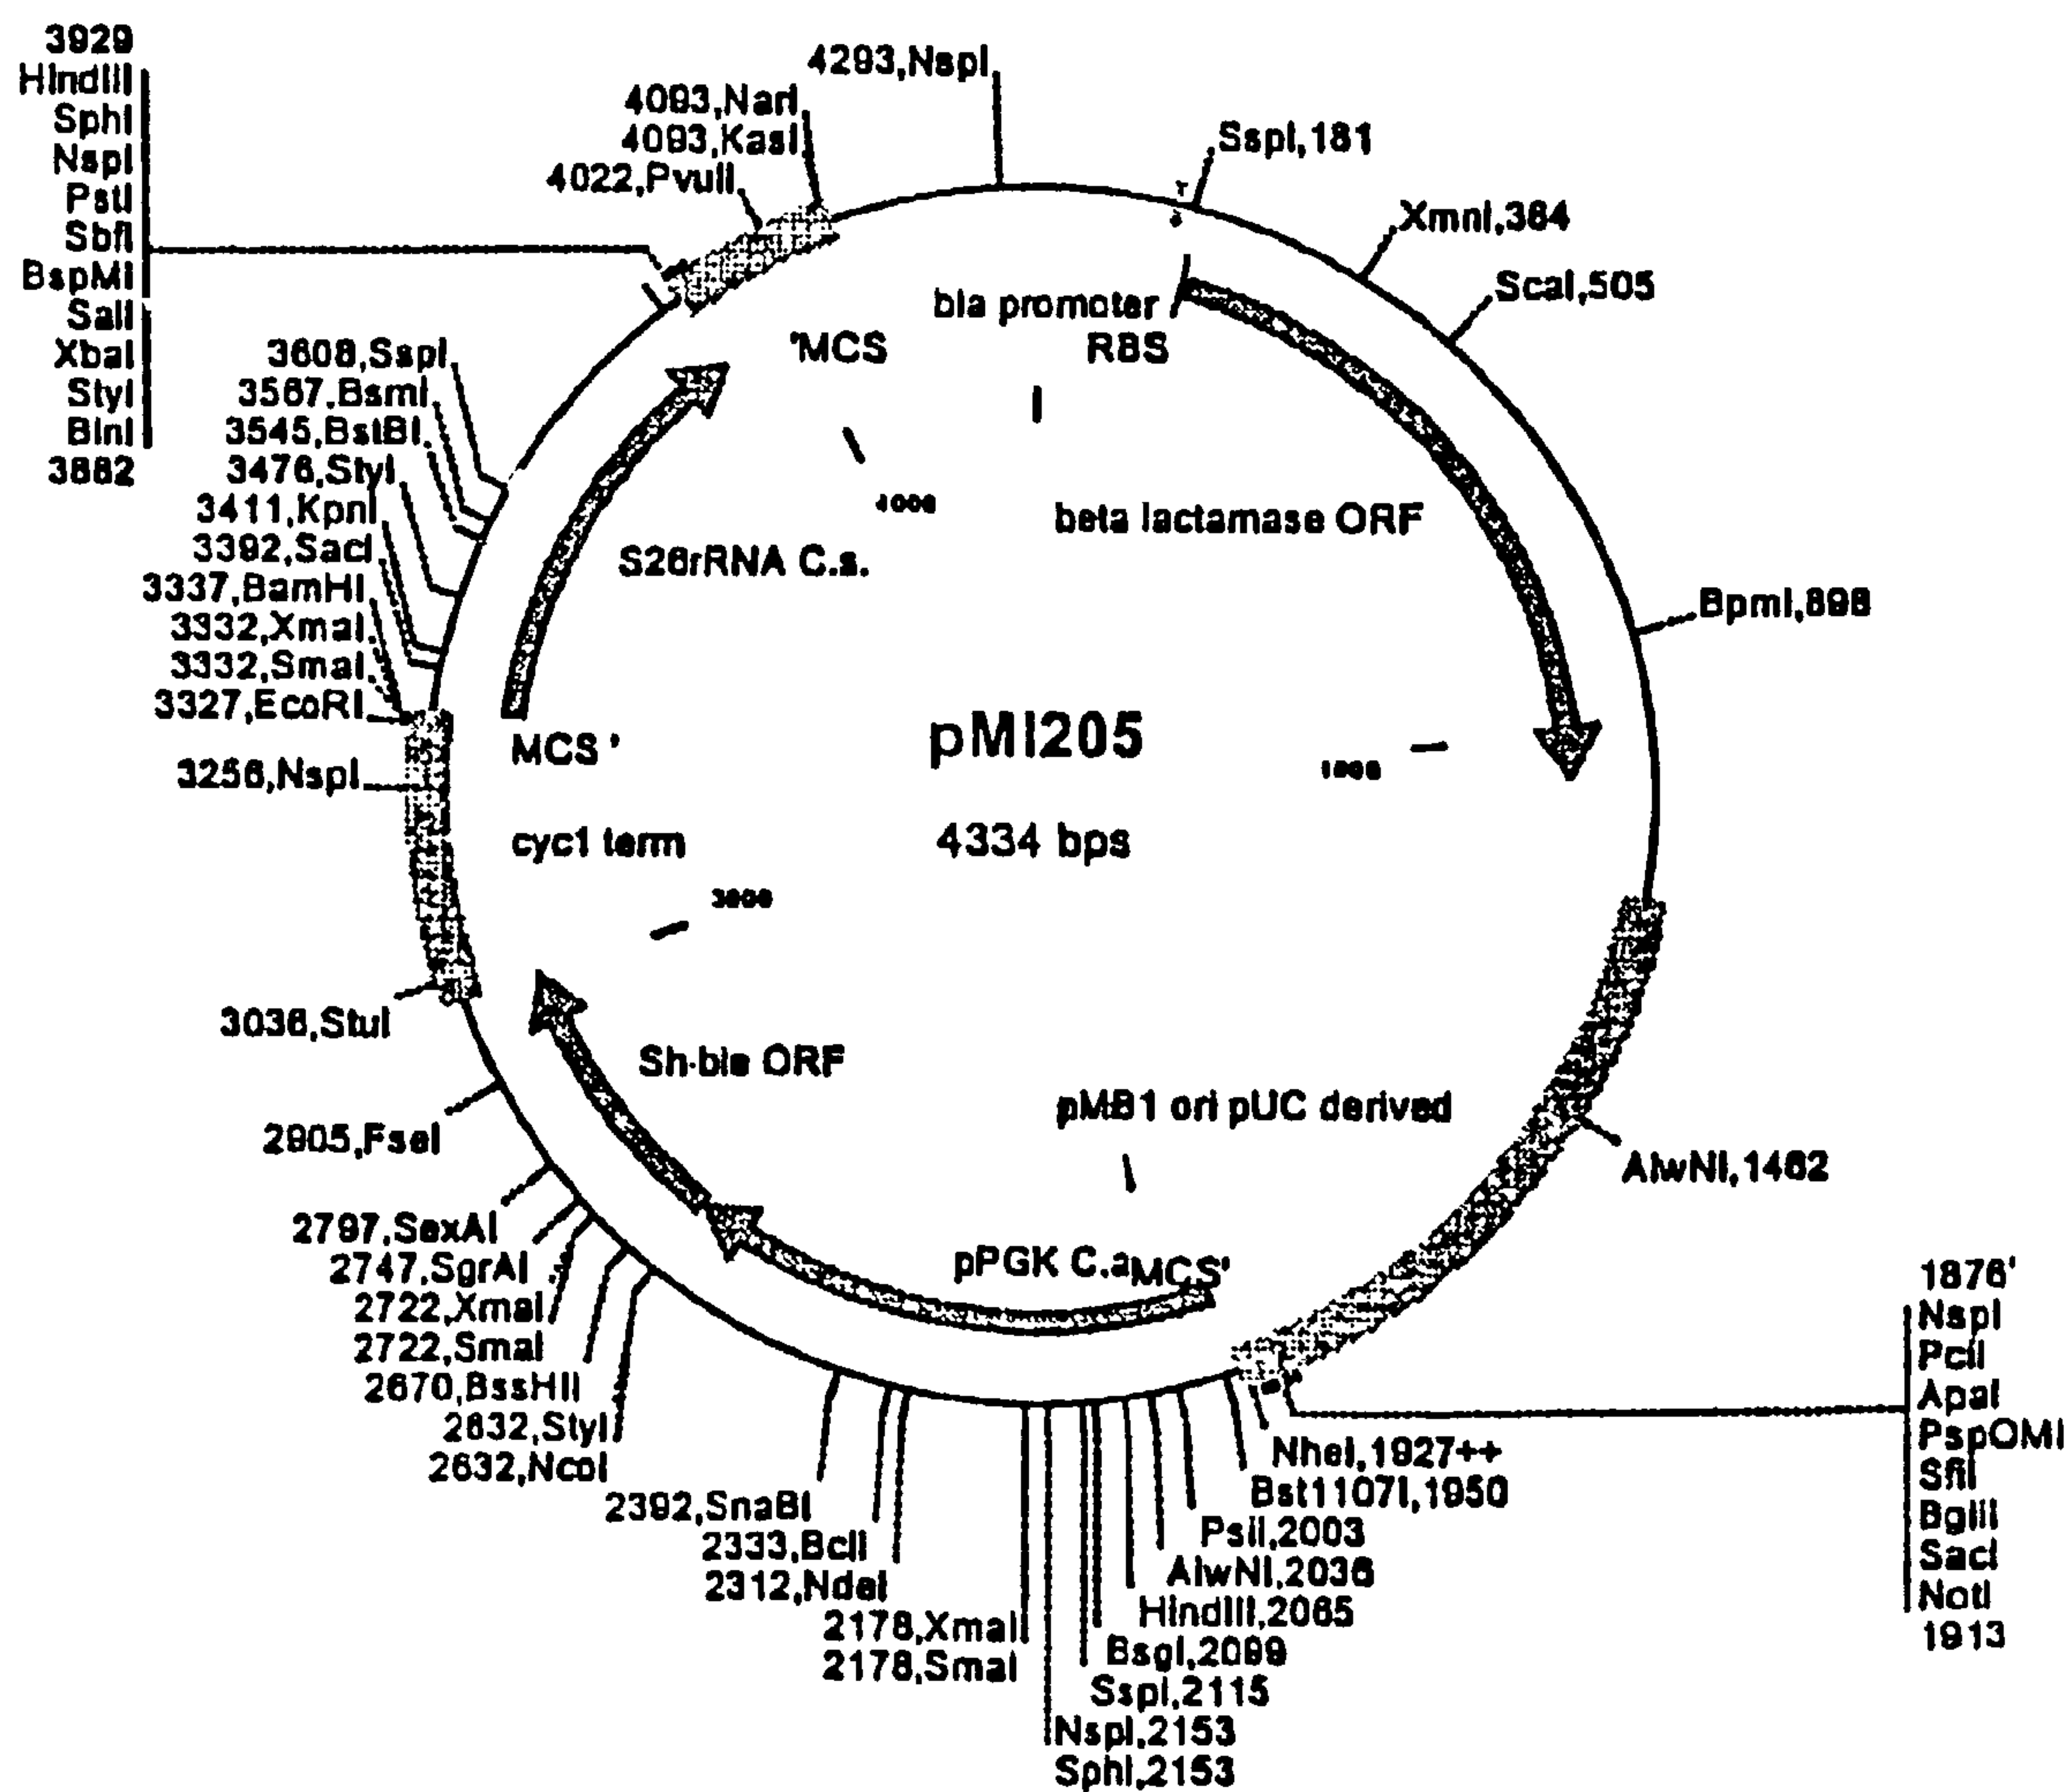 3929
HindIII
SphI
NspI
PstI
SbfI
BspMI
SalI
XbaI
StyI
BlnI
3882
4293,NspI
4093,NarI
4093,KasI
4022,PvuII
SspI,181
XmnI,384
ScaI,505
BpmI,898
AlwNI,1462
1876'
NspI
PciI
ApaI
PspOMI
SfiI
BglII
SacI
NotI
1913
NheI,1927++
Bst1107I,1950
PsiI,2003
AlwNI,2036
HindIII,2065
BsgI,2099
SspI,2115
NspI,2153
SphI,2153
2178,XmaI
2178,SmaI
2312,NdeI
2333,BclI
2392,SnaBI
2632,NcoI
2632,StyI
2670,BssHII
2722,SmaI
2722,XmaI
2747,SgrAI
2797,SexAI
2905,FseI
3036,StuI
3256,NspI
3327,EcoRI
3332,SmaI
3332,XmaI
3337,BamHI
3392,SacI
3411,KpnI
3476,StyI
3545,BstBI
3567,BsmI
3608,SspI
bla promoter
RBS
'MCS
4000
beta lactamase ORF
S26rRNA C.s.
MCS'
pMI205
1000
cyc1 term
4334 bps
3000
Sh-ble ORF
pMB1 ori pUC derived
pPGK C.a
MCS'